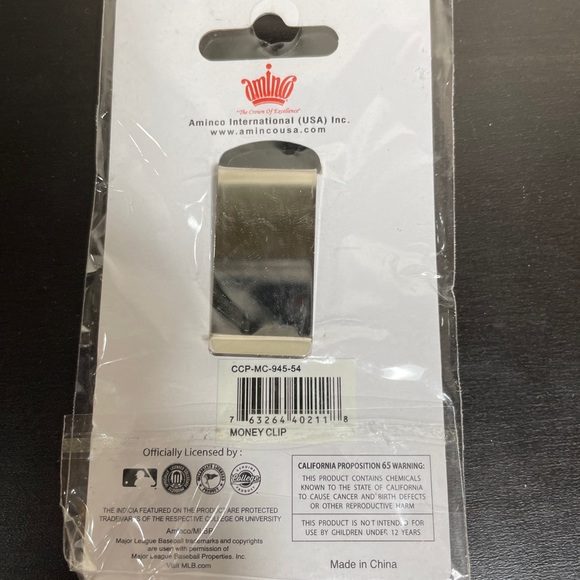 aminco
"The Crown Of Excellence"
Aminco International (USA) Inc.
www.amincousa.com
CCP-MC-945-54
7 63264 40211 8
MONEY CLIP
Officially Licensed by :
THE INDICIA FEATURED ON THE PRODUCT ARE PROTECTED
TRADEMARKS OF THE RESPECTIVE COLLEGE OR UNIVERSITY
Aminco/MLBP
Major League Baseball trademarks and copyrights
are used with permission of
Major League Baseball Properties, Inc.
Visit MLB.com
CALIFORNIA PROPOSITION 65 WARNING:
THIS PRODUCT CONTAINS CHEMICALS
KNOWN TO THE STATE OF CALIFORNIA
TO CAUSE CANCER AND BIRTH DEFECTS
OR OTHER REPRODUCTIVE HARM
THIS PRODUCT IS NOT INTENDED FOR
USE BY CHILDREN UNDER 12 YEARS
Made in China